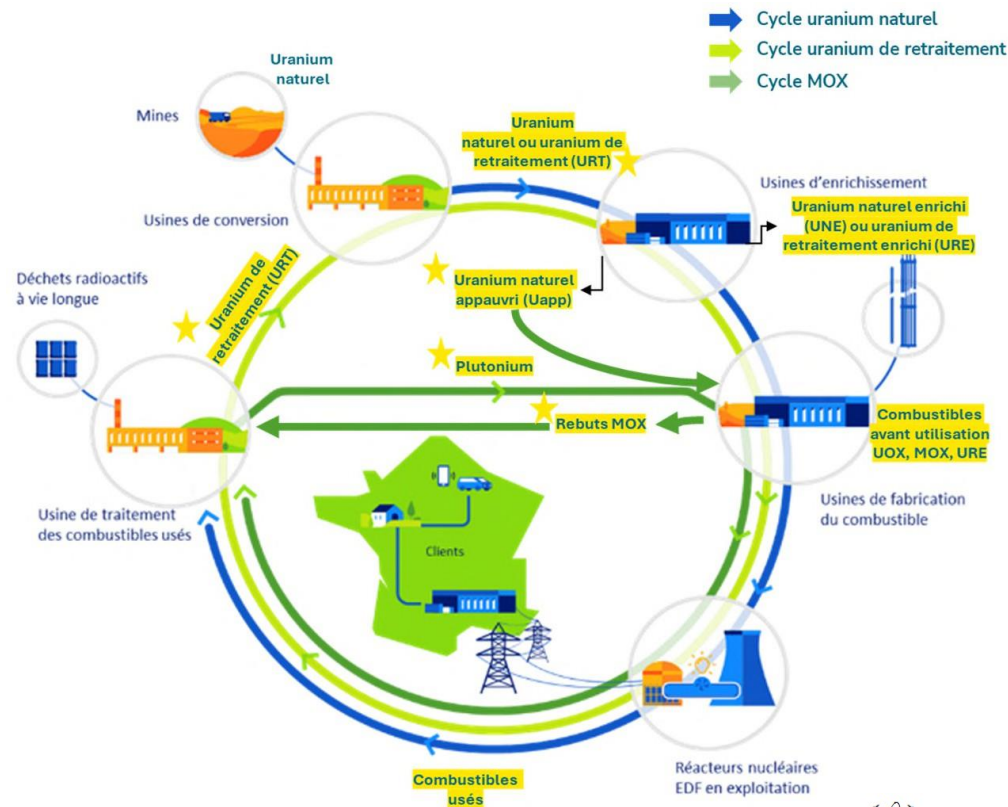 Cycle uranium naturel
Cycle uranium de retraitement
Cycle MOX
Uranium
naturel
Mines
Usines de conversion
Uranium
naturel ou uranium de
retraitement (URT)
Usines d'enrichissement
Uranium naturel enrichi
(UNE) ou uranium de
retraitement enrichi (URE)
Déchets radioactifs
à vie longue
Uranium de
retraitement (URT)
Uranium naturel
appauvri (Uapp)
Plutonium
Rebuts MOX
Combustibles
avant utilisation
UOX, MOX, URE
Usine de traitement
des combustibles usés
Clients
Usines de fabrication
du combustible
Combustibles
usés
Réacteurs nucléaires
EDF en exploitation